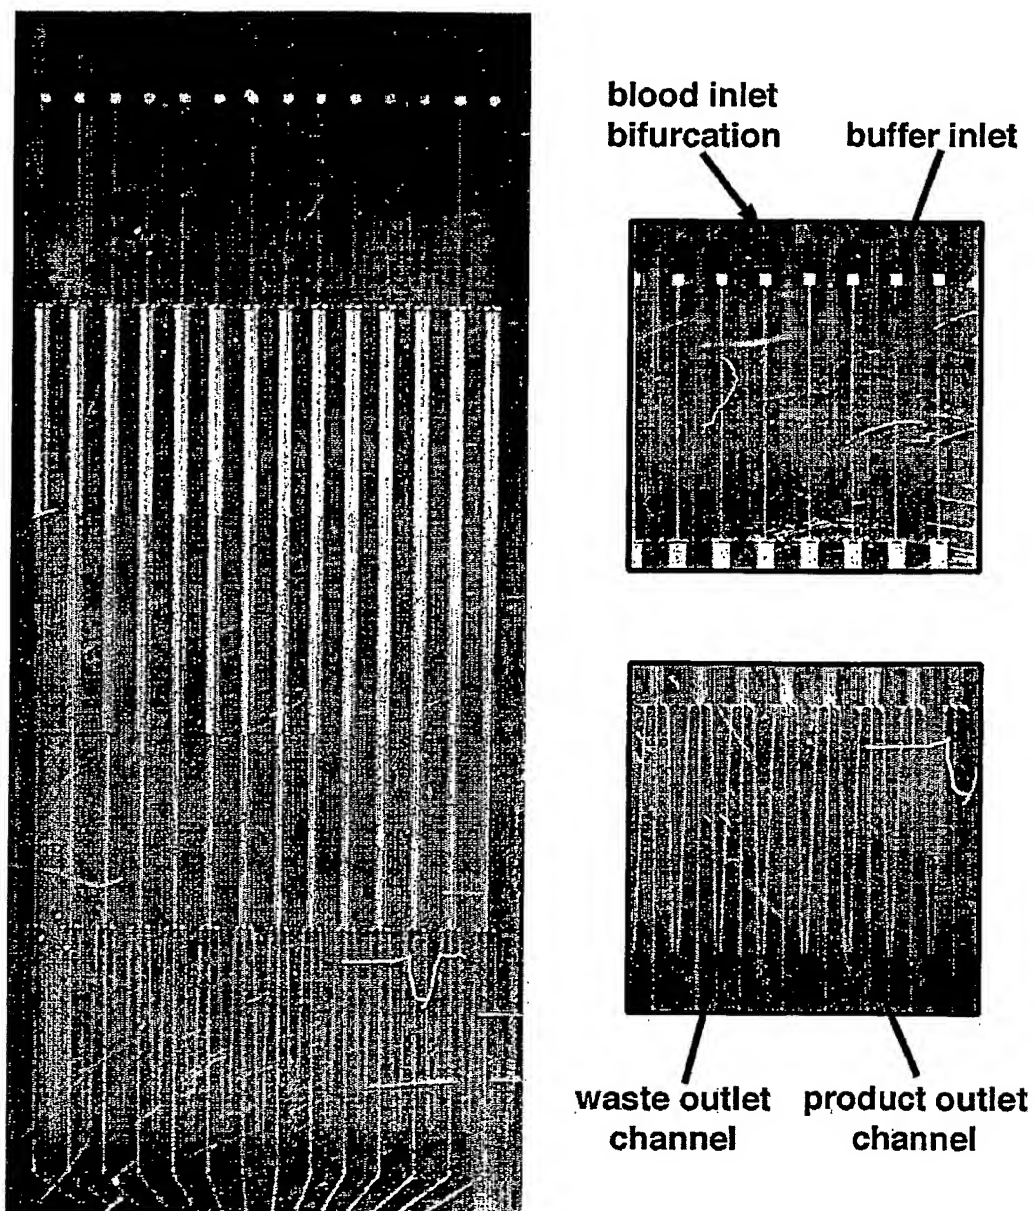 blood inlet
bifurcation
buffer inlet
waste outlet
channel
product outlet
channel